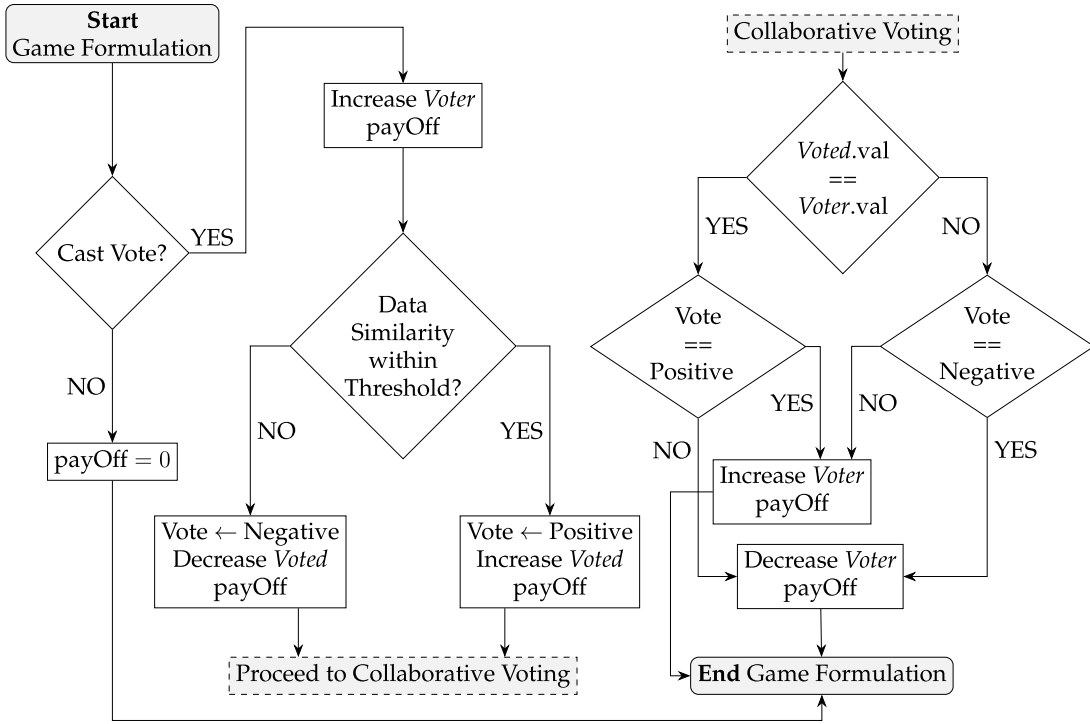 Start
Game Formulation
Cast Vote?
YES
NO
payOff = 0
Increase Voter
payOff
Data
Similarity
within
Threshold?
NO
YES
Vote ← Negative
Decrease Voted
payOff
Vote ← Positive
Increase Voted
payOff
Proceed to Collaborative Voting
Collaborative Voting
Voted.val
==
Voter.val
YES
NO
Vote
==
Positive
Vote
==
Negative
YES
NO
NO
YES
Increase Voter
payOff
Decrease Voter
payOff
End Game Formulation